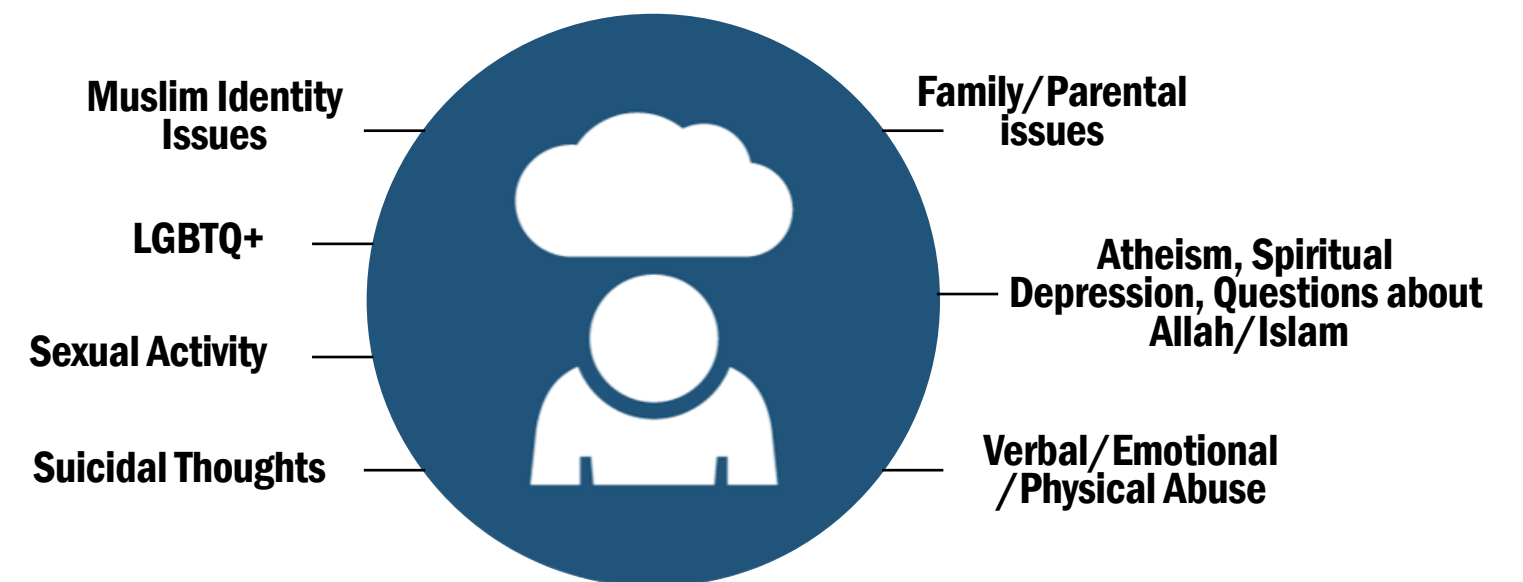 Muslim Identity
Issues
LGBTQ+
Sexual Activity
Suicidal Thoughts
Family/Parental
issues
Atheism, Spiritual
Depression, Questions about
Allah/Islam
Verbal/Emotional
/Physical Abuse